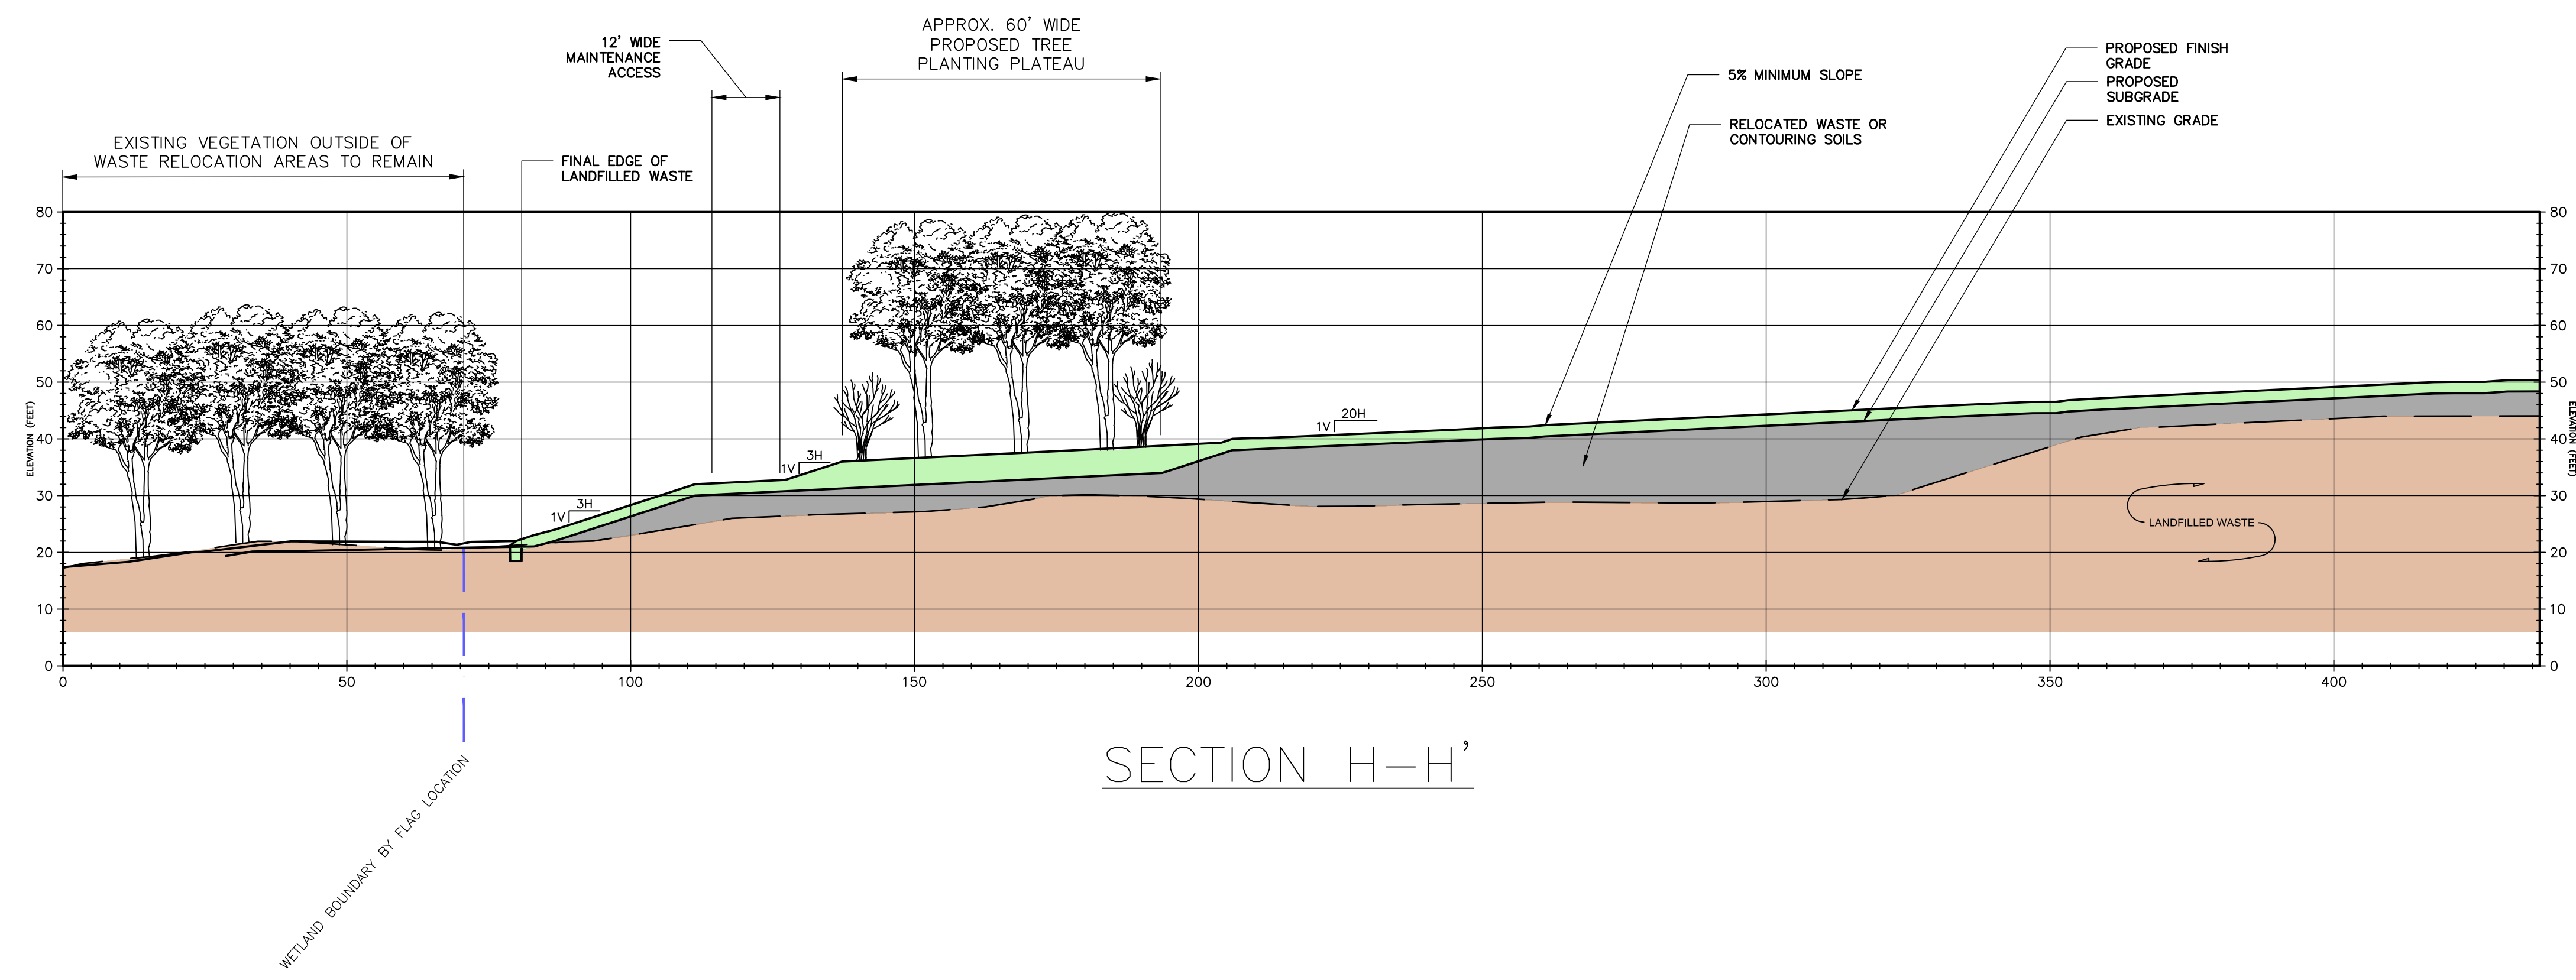 APPROX. 60' WIDE
PROPOSED TREE
PLANTING PLATEAU
12' WIDE
MAINTENANCE
ACCESS
PROPOSED FINISH
GRADE
PROPOSED
SUBGRADE
EXISTING GRADE
5% MINIMUM SLOPE
RELOCATED WASTE OR
CONTOURING SOILS
EXISTING VEGETATION OUTSIDE OF
WASTE RELOCATION AREAS TO REMAIN
FINAL EDGE OF
LANDFILLED WASTE
80
70
60
50
40
30
20
10
0
ELEVATION (FEET)
1V 3H
1V 3H
1V 20H
LANDFILLED WASTE
80
70
60
50
40
30
20
10
0
ELEVATION (FEET)
0 50 100 150 200 250 300 350 400
SECTION H-H'
WETLAND BOUNDARY BY FLAG LOCATION